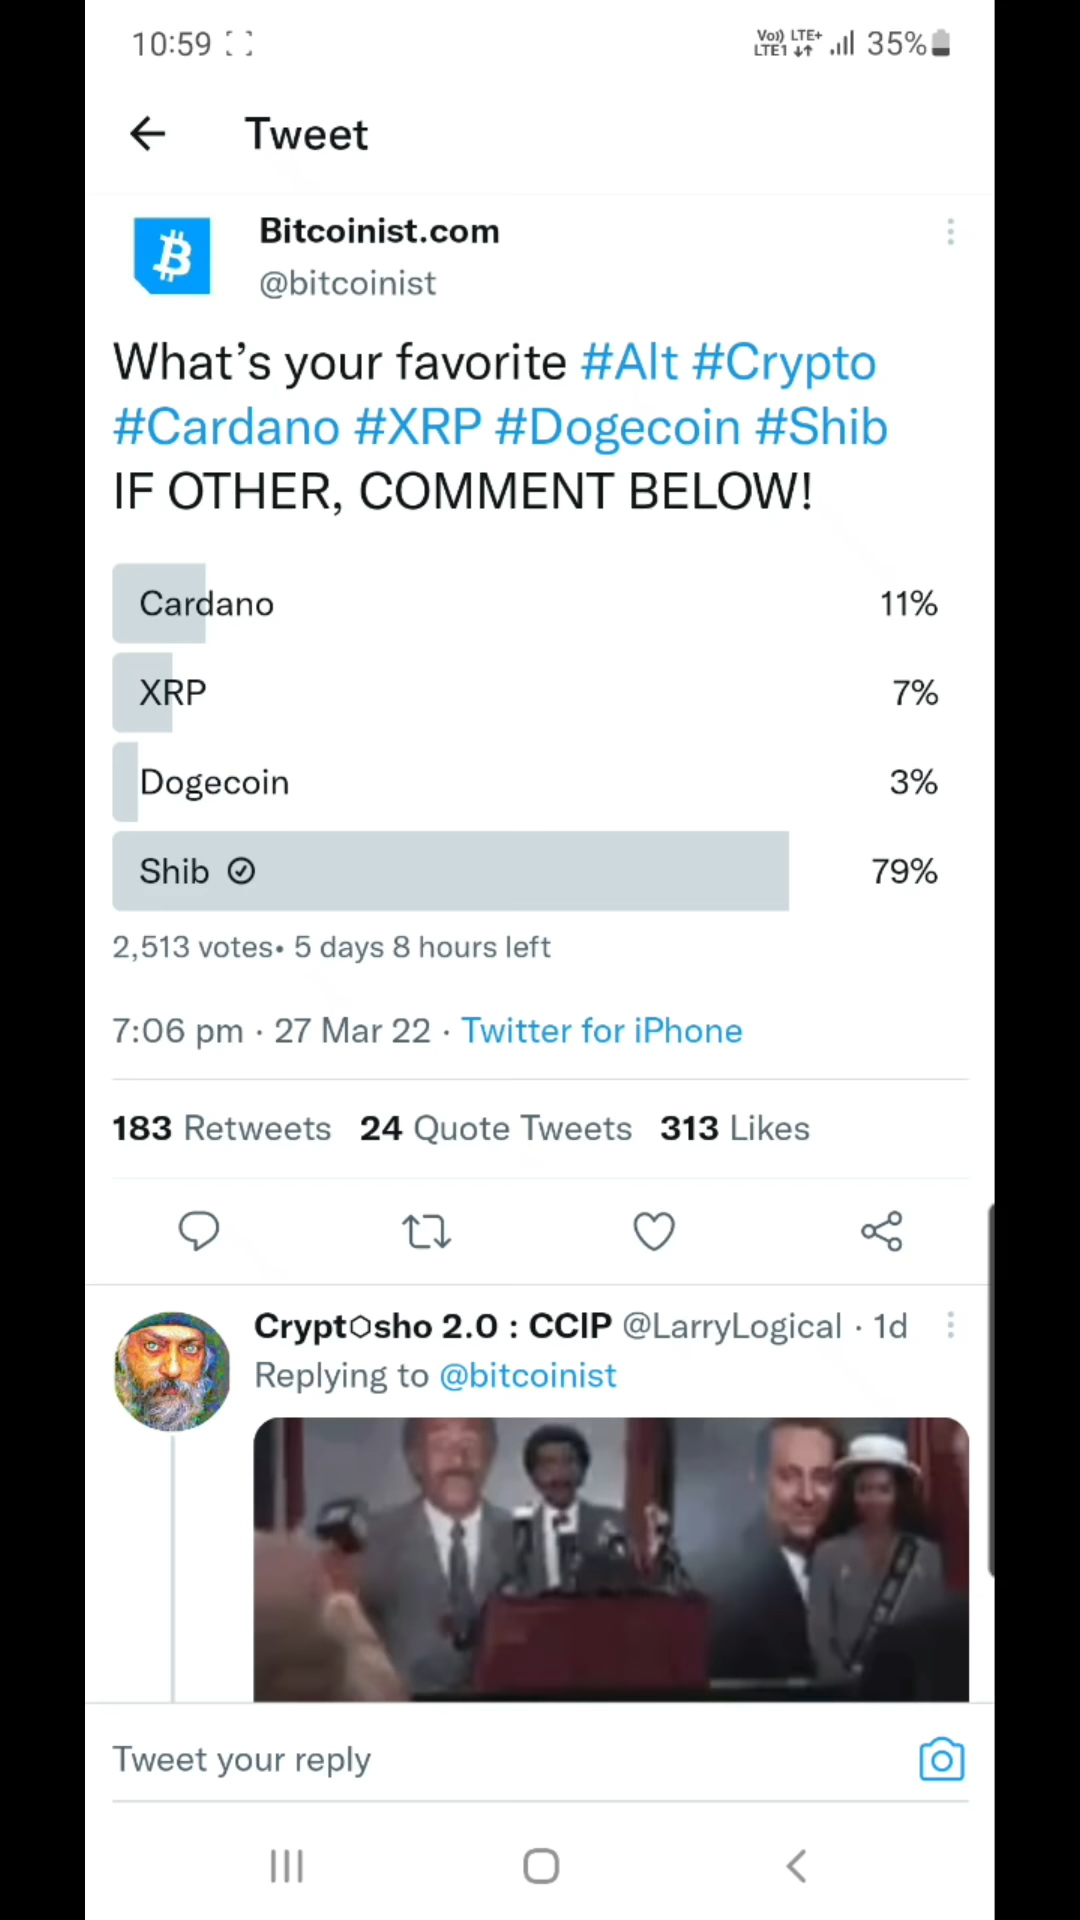 10:59
Vo)) LTE+
LTE1 35%
Tweet
Bitcoinist.com
@bitcoinist
What's your favorite #Alt #Crypto
#Cardano #XRP #Dogecoin #Shib
IF OTHER, COMMENT BELOW!
Cardano 11%
XRP 7%
Dogecoin 3%
Shib 79%
2,513 votes• 5 days 8 hours left
7:06 pm · 27 Mar 22 · Twitter for iPhone
183 Retweets 24 Quote Tweets 313 Likes
Crypt⎔sho 2.0 : CCIP @LarryLogical · 1d
Replying to @bitcoinist
Tweet your reply